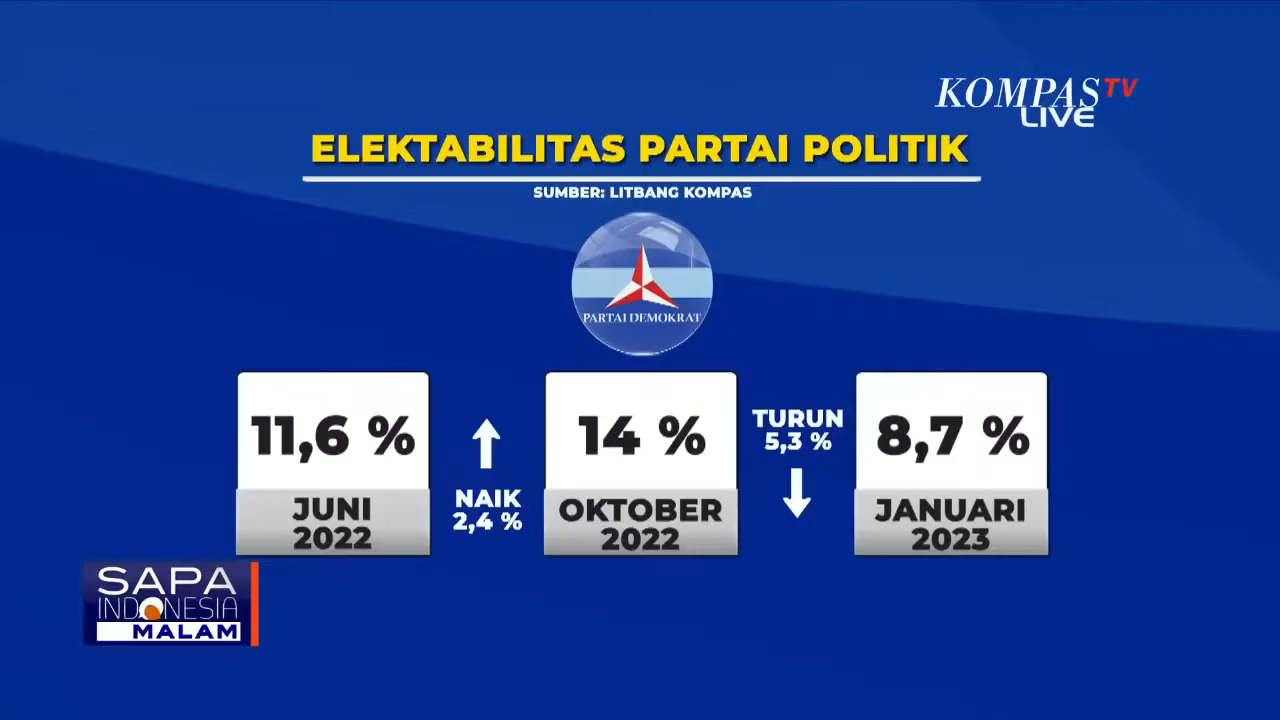 KOMPAS TV
LIVE
ELEKTABILITAS PARTAI POLITIK
SUMBER: LITBANG KOMPAS
PARTAI DEMOKRAT
11,6 %
JUNI
2022
NAIK
2,4 %
14 %
OKTOBER
2022
TURUN
5,3 %
8,7 %
JANUARI
2023
SAPA
INDONESIA
MALAM